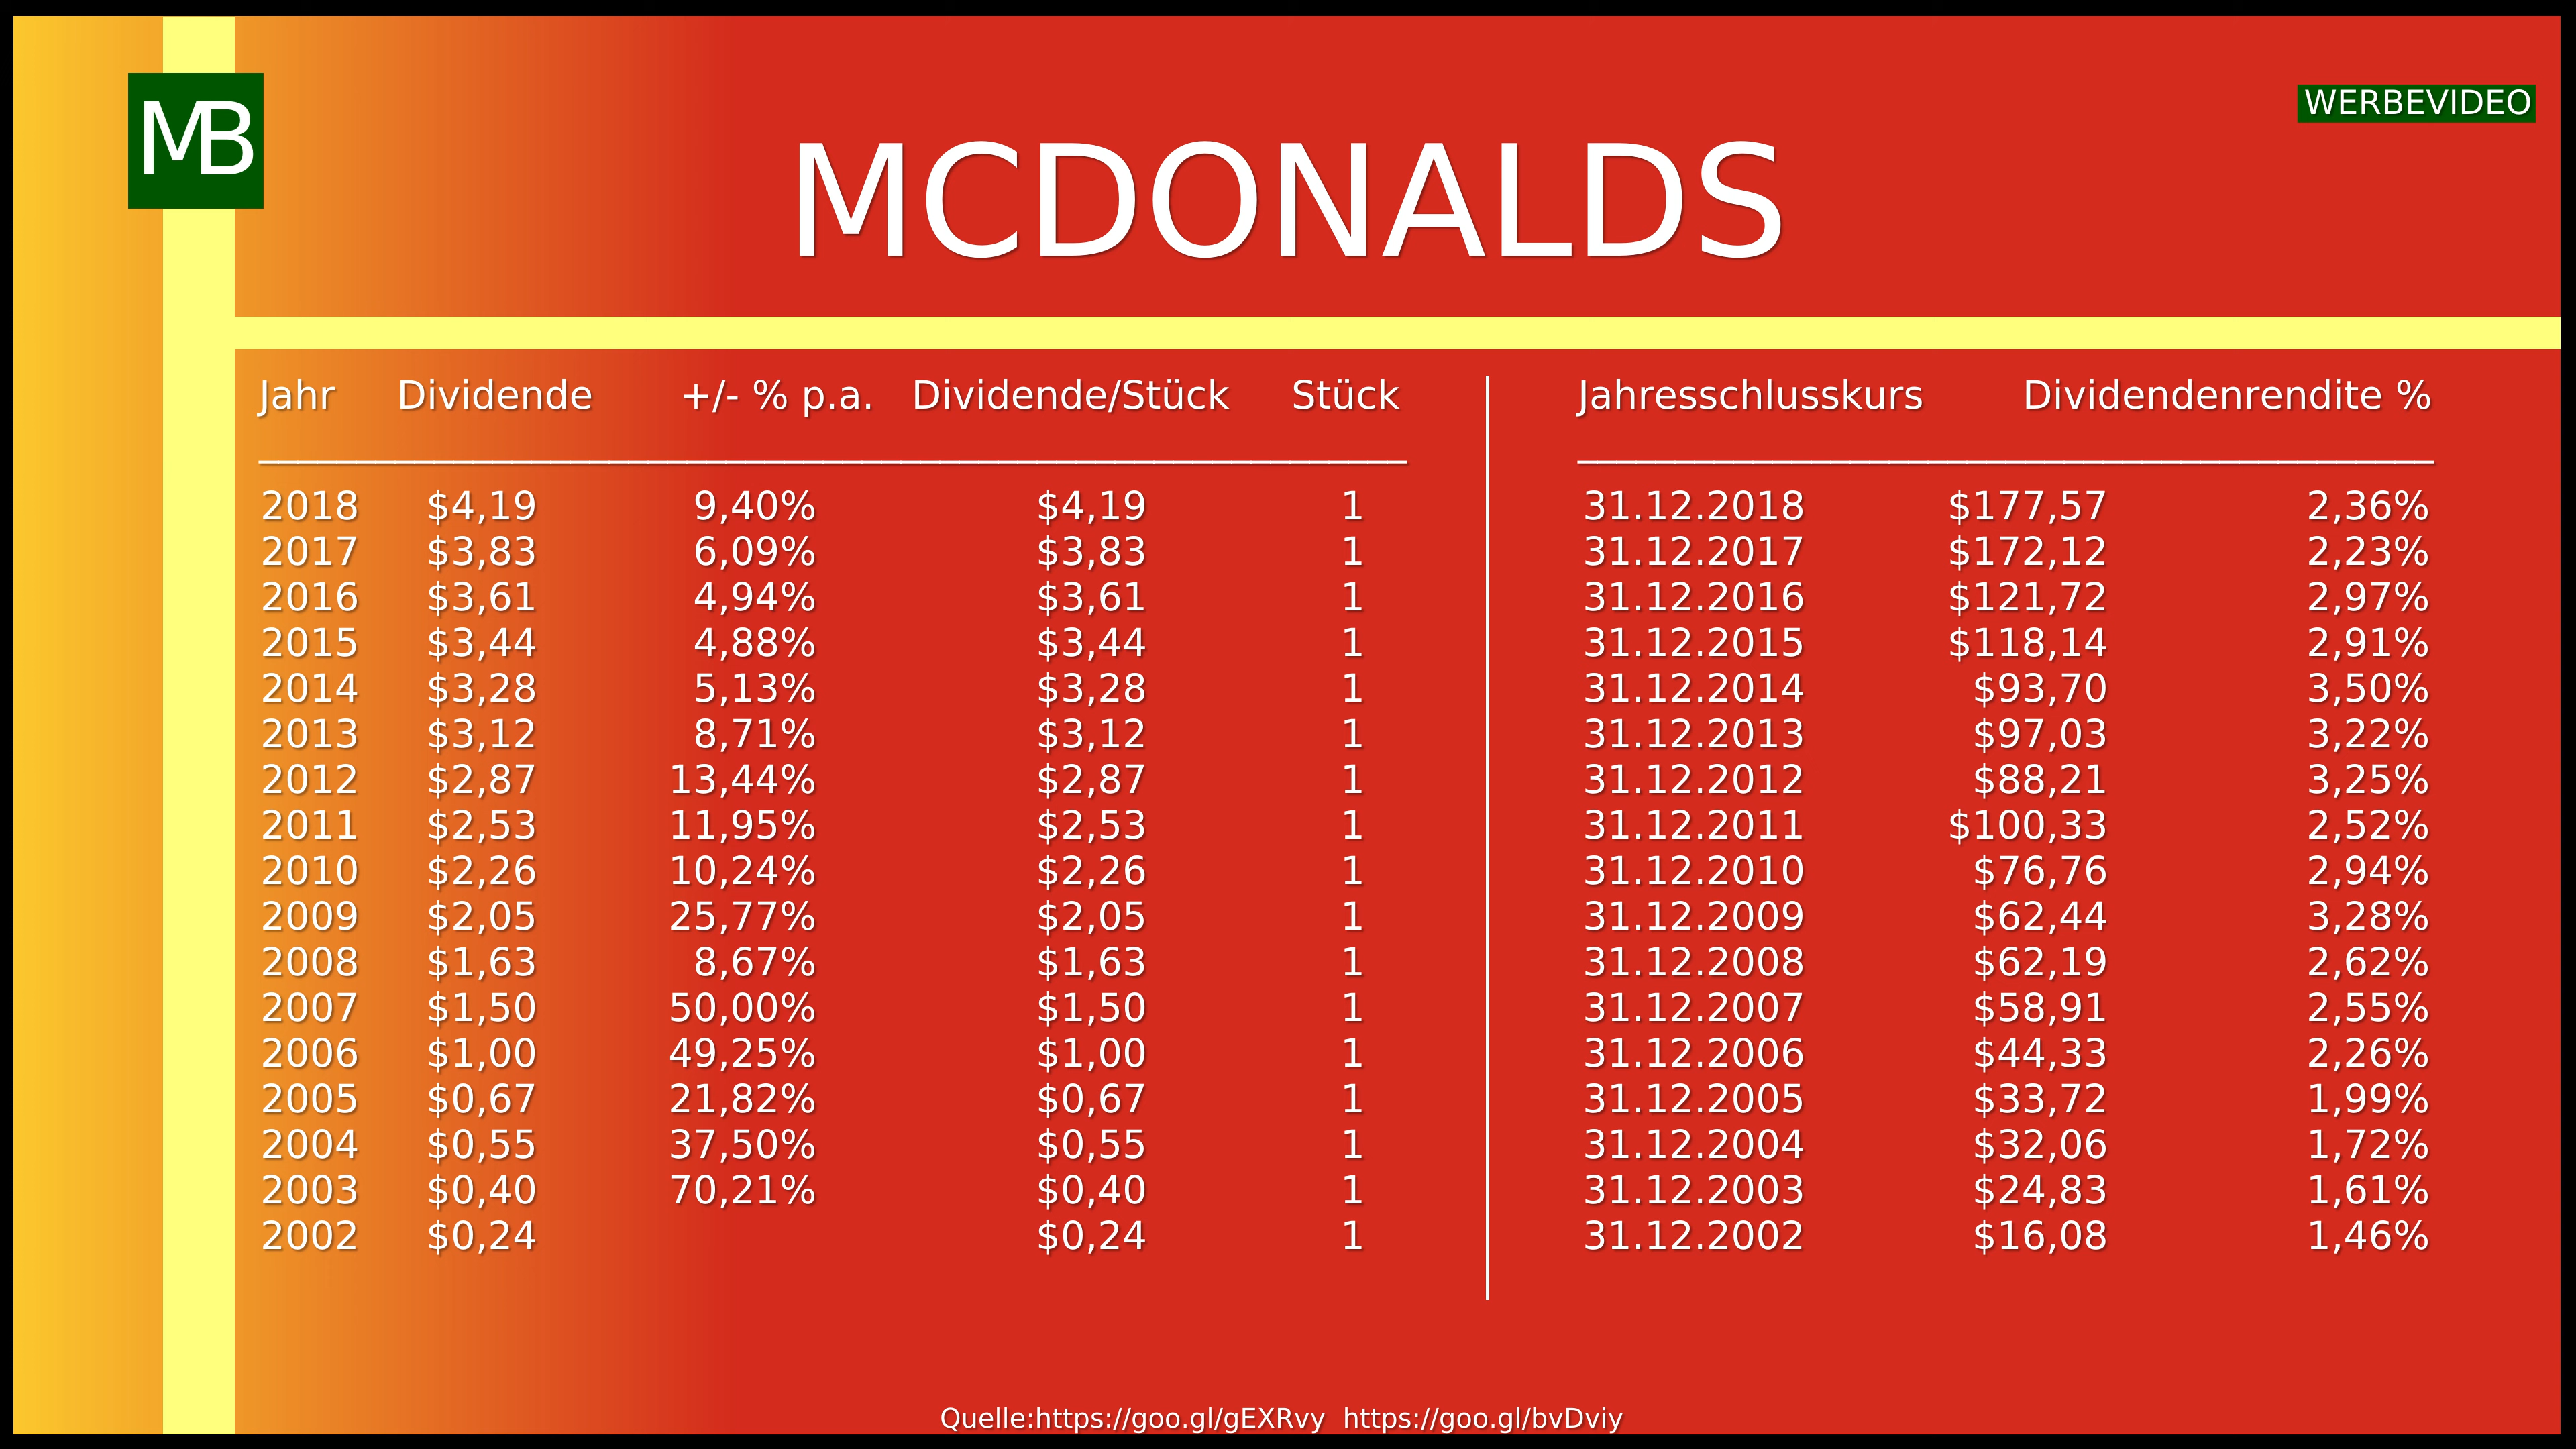 MB
WERBEVIDEO
MCDONALDS
Jahr Dividende +/- % p.a. Dividende/Stück Stück Jahresschlusskurs Dividendenrendite %
2018 $4,19 9,40% $4,19 1 31.12.2018 $177,57 2,36%
2017 $3,83 6,09% $3,83 1 31.12.2017 $172,12 2,23%
2016 $3,61 4,94% $3,61 1 31.12.2016 $121,72 2,97%
2015 $3,44 4,88% $3,44 1 31.12.2015 $118,14 2,91%
2014 $3,28 5,13% $3,28 1 31.12.2014 $93,70 3,50%
2013 $3,12 8,71% $3,12 1 31.12.2013 $97,03 3,22%
2012 $2,87 13,44% $2,87 1 31.12.2012 $88,21 3,25%
2011 $2,53 11,95% $2,53 1 31.12.2011 $100,33 2,52%
2010 $2,26 10,24% $2,26 1 31.12.2010 $76,76 2,94%
2009 $2,05 25,77% $2,05 1 31.12.2009 $62,44 3,28%
2008 $1,63 8,67% $1,63 1 31.12.2008 $62,19 2,62%
2007 $1,50 50,00% $1,50 1 31.12.2007 $58,91 2,55%
2006 $1,00 49,25% $1,00 1 31.12.2006 $44,33 2,26%
2005 $0,67 21,82% $0,67 1 31.12.2005 $33,72 1,99%
2004 $0,55 37,50% $0,55 1 31.12.2004 $32,06 1,72%
2003 $0,40 70,21% $0,40 1 31.12.2003 $24,83 1,61%
2002 $0,24 $0,24 1 31.12.2002 $16,08 1,46%
Quelle:https://goo.gl/gEXRvy https://goo.gl/bvDviy